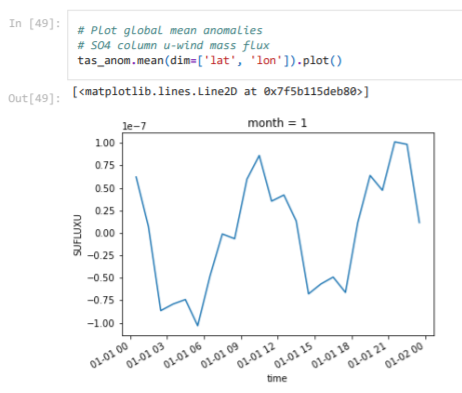 In [49]:
# Plot global mean anomalies
# SO4 column u-wind mass flux
tas_anom.mean(dim=['lat', 'lon']).plot()
Out[49]:
[<matplotlib.lines.Line2D at 0x7f5b115deb80>]
1e-7
month = 1
1.00
0.75
0.50
0.25
0.00
−0.25
−0.50
−0.75
−1.00
SUFLUXU
01-01 00
01-01 03
01-01 06
01-01 09
01-01 12
01-01 15
01-01 18
01-01 21
01-02 00
time